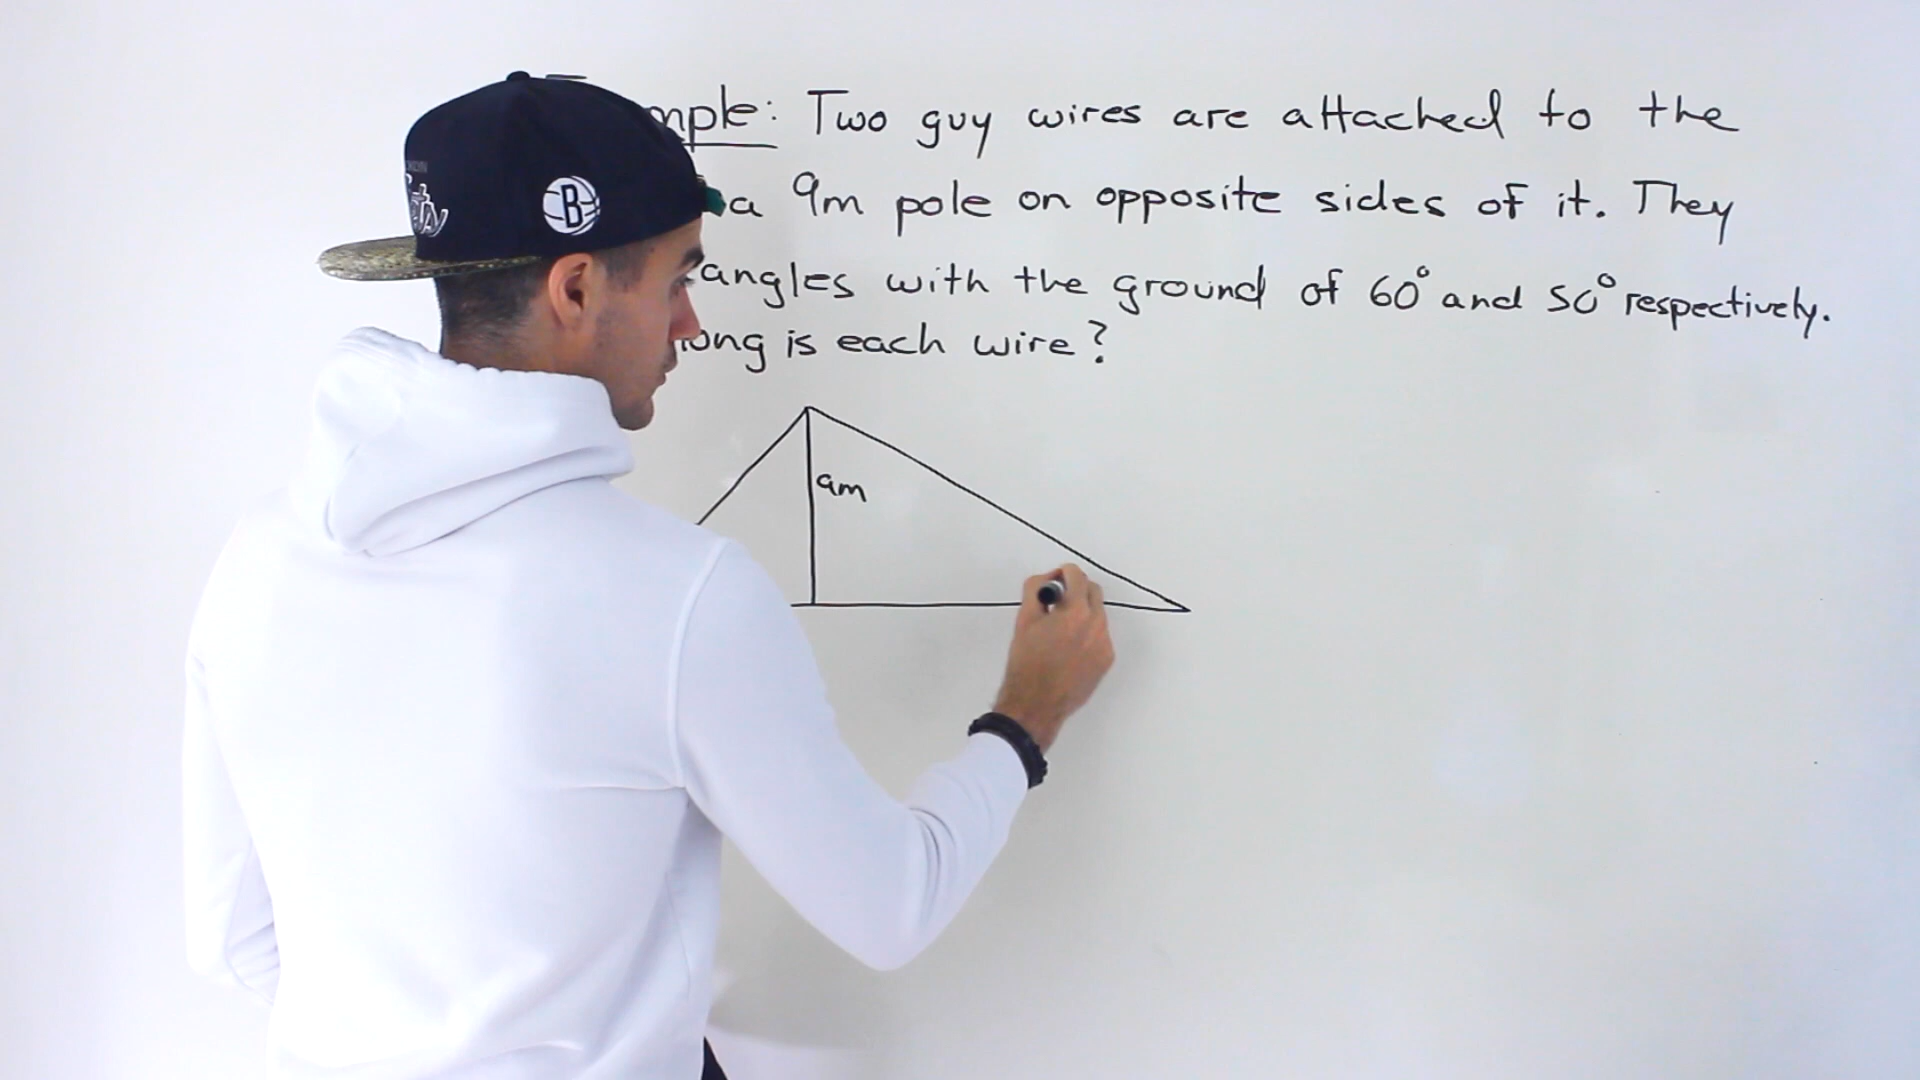 mple: Two guy wires are attached to the
a 9m pole on opposite sides of it. They
angles with the ground of 60° and 50° respectively.
long is each wire?
9m
B